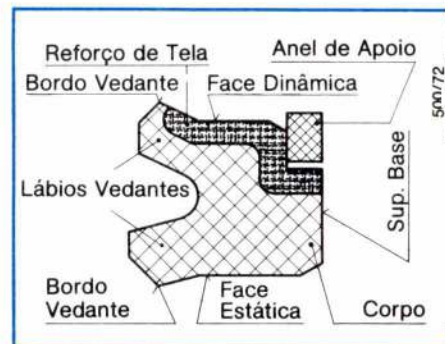 Reforço de Tela
Anel de Apoio
Bordo Vedante
Face Dinâmica
500/72
Lábios Vedantes
Sup. Base
Bordo
Vedante
Face
Estática
Corpo